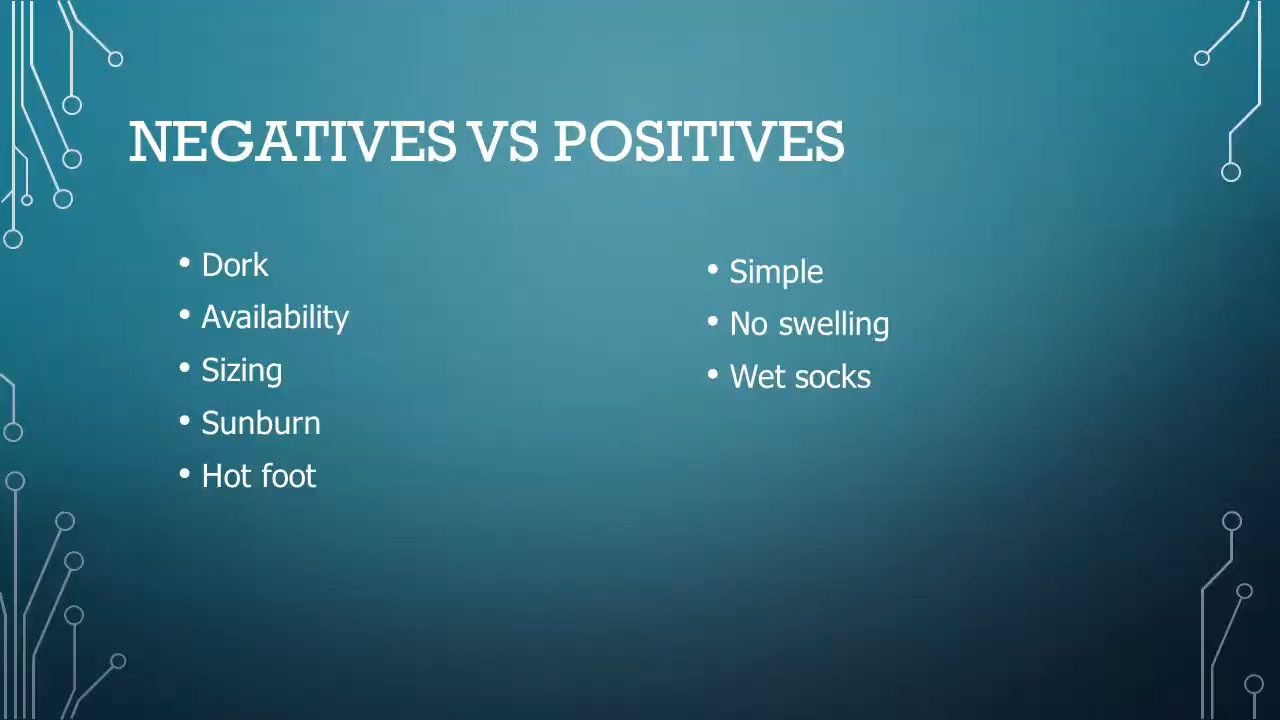 NEGATIVES VS POSITIVES
• Dork
• Availability
• Sizing
• Sunburn
• Hot foot
• Simple
• No swelling
• Wet socks